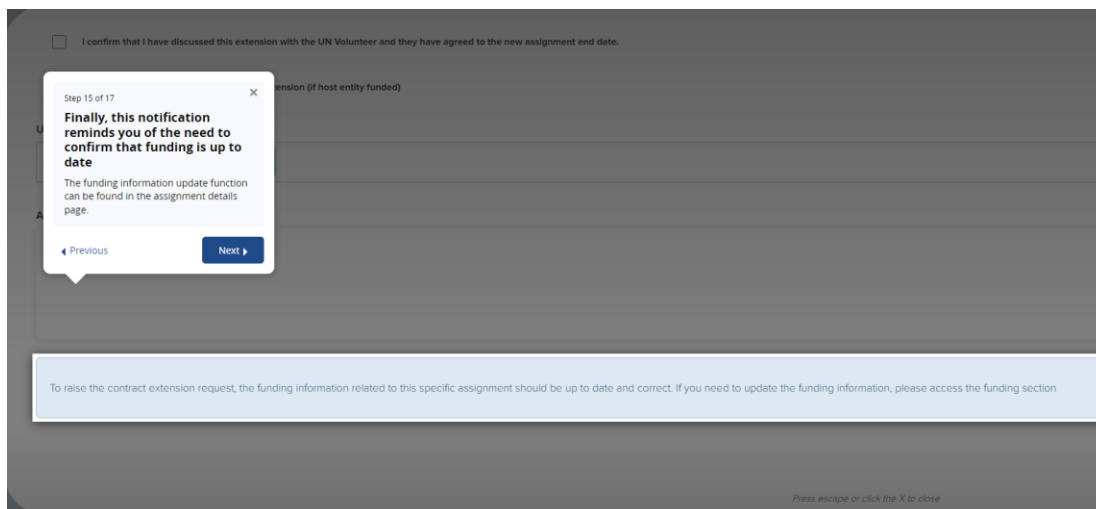 I confirm that I have discussed this extension with the UN Volunteer and they have agreed to the new assignment end date.
ension (if host entity funded)
Step 15 of 17
Finally, this notification
reminds you of the need to
confirm that funding is up to
date
The funding information update function
can be found in the assignment details
page.
Previous
Next
U
A
To raise the contract extension request, the funding information related to this specific assignment should be up to date and correct. If you need to update the funding information, please access the funding section
Press escape or click the X to close